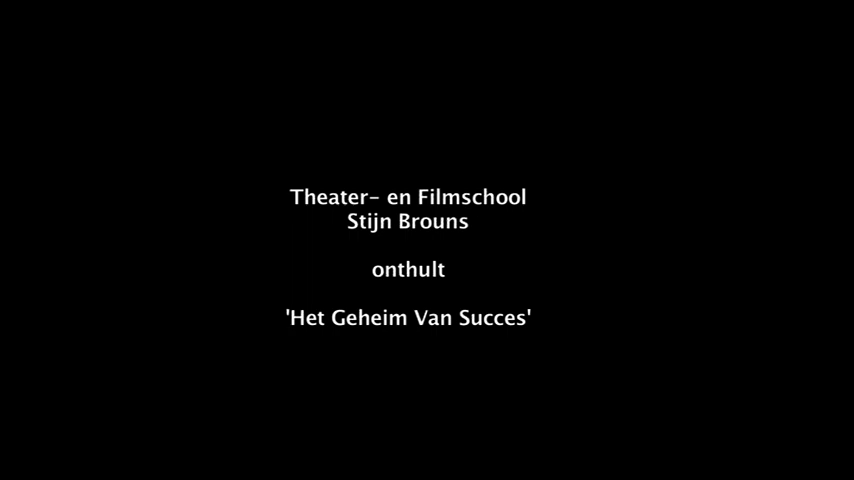 Theater- en Filmschool
Stijn Brouns
onthult
'Het Geheim Van Succes'